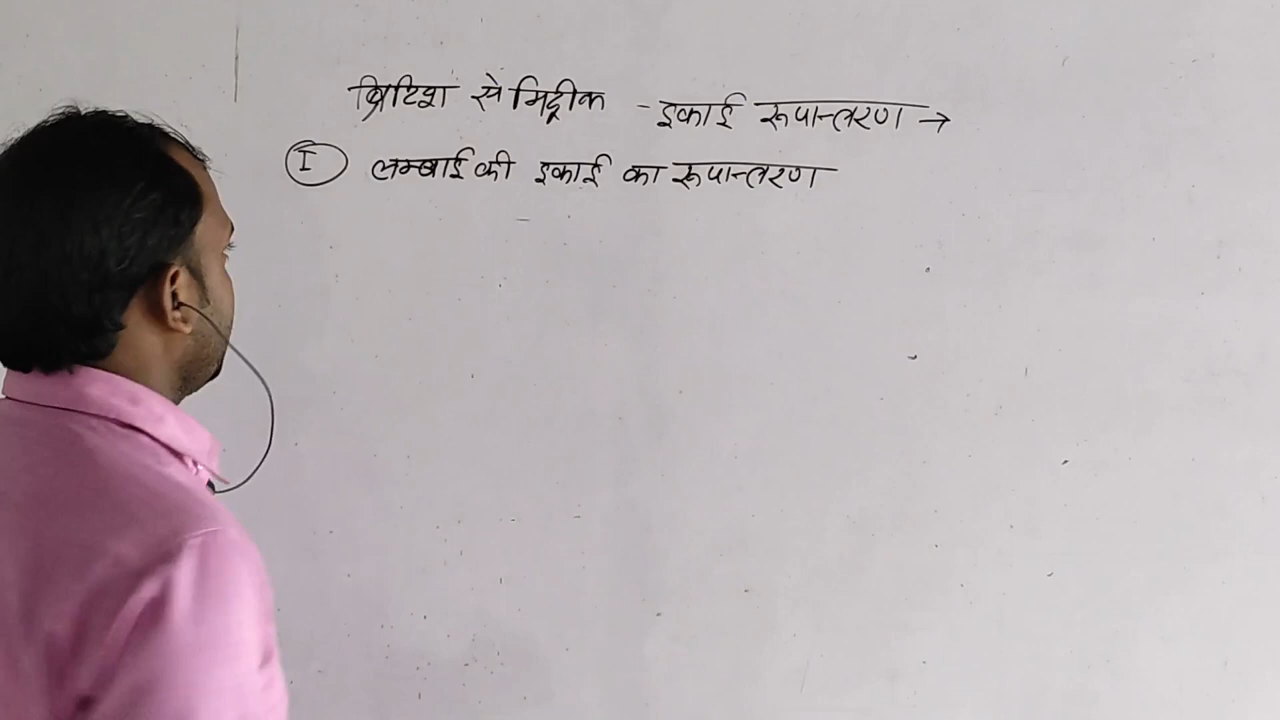 ब्रिटिश से मिट्रीक - इकाई रूपान्तरण →
I लम्बाई की इकाई का रूपान्तरण